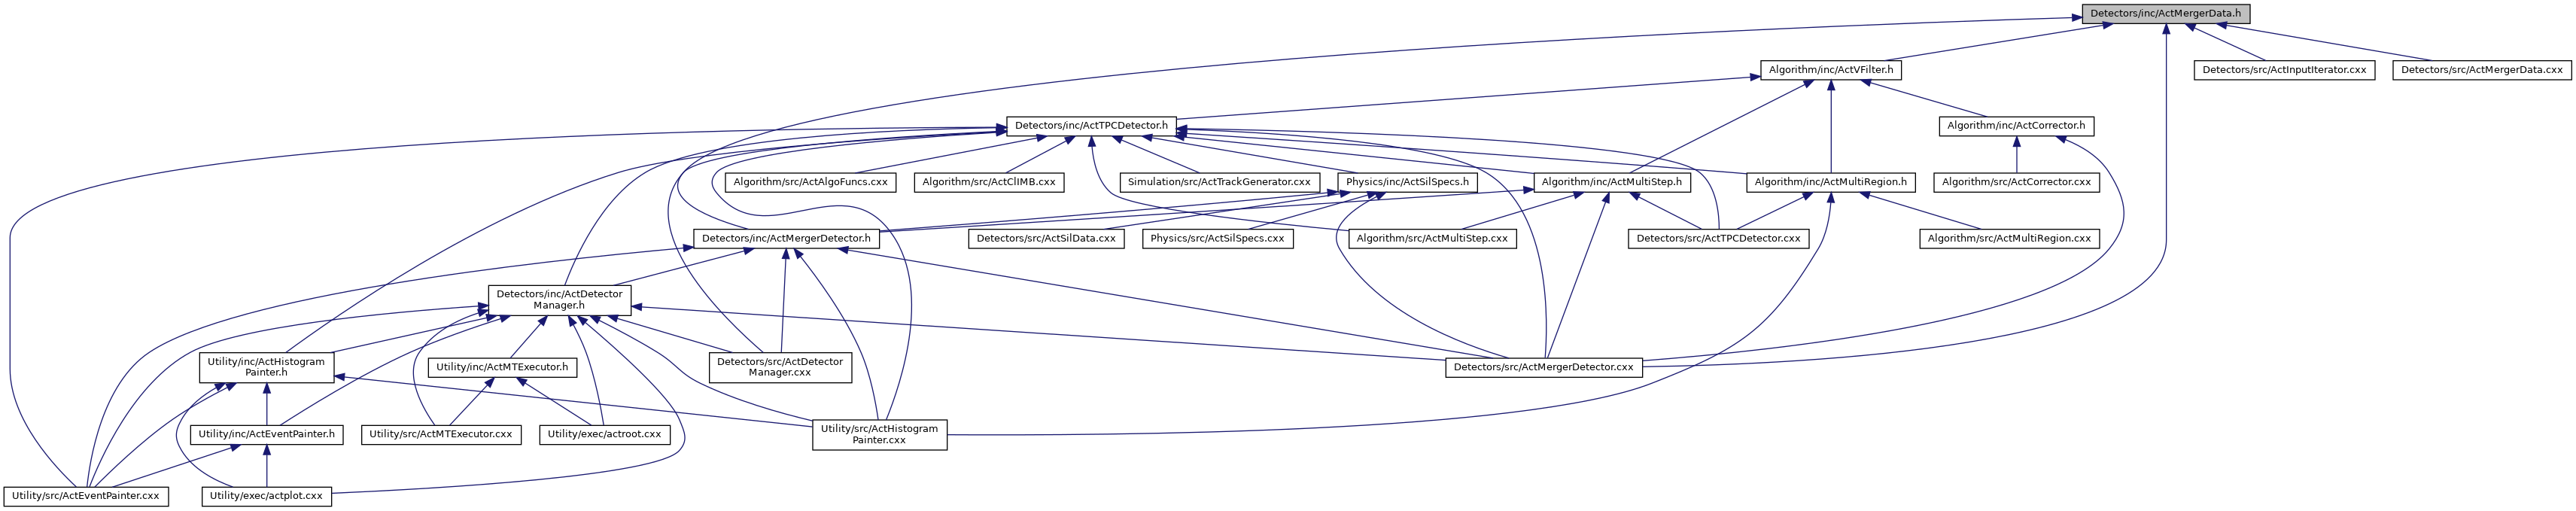 Detectors/inc/ActMergerData.h
Algorithm/inc/ActVFilter.h
Detectors/src/ActInputIterator.cxx
Detectors/src/ActMergerData.cxx
Detectors/inc/ActTPCDetector.h
Algorithm/inc/ActCorrector.h
Algorithm/src/ActAlgoFuncs.cxx
Algorithm/src/ActClIMB.cxx
Simulation/src/ActTrackGenerator.cxx
Physics/inc/ActSilSpecs.h
Algorithm/inc/ActMultiStep.h
Algorithm/inc/ActMultiRegion.h
Algorithm/src/ActCorrector.cxx
Detectors/inc/ActMergerDetector.h
Detectors/src/ActSilData.cxx
Physics/src/ActSilSpecs.cxx
Algorithm/src/ActMultiStep.cxx
Detectors/src/ActTPCDetector.cxx
Algorithm/src/ActMultiRegion.cxx
Detectors/inc/ActDetector
Manager.h
Utility/inc/ActHistogram
Painter.h
Utility/inc/ActMTExecutor.h
Detectors/src/ActDetector
Manager.cxx
Detectors/src/ActMergerDetector.cxx
Utility/inc/ActEventPainter.h
Utility/src/ActMTExecutor.cxx
Utility/exec/actroot.cxx
Utility/src/ActHistogram
Painter.cxx
Utility/src/ActEventPainter.cxx
Utility/exec/actplot.cxx